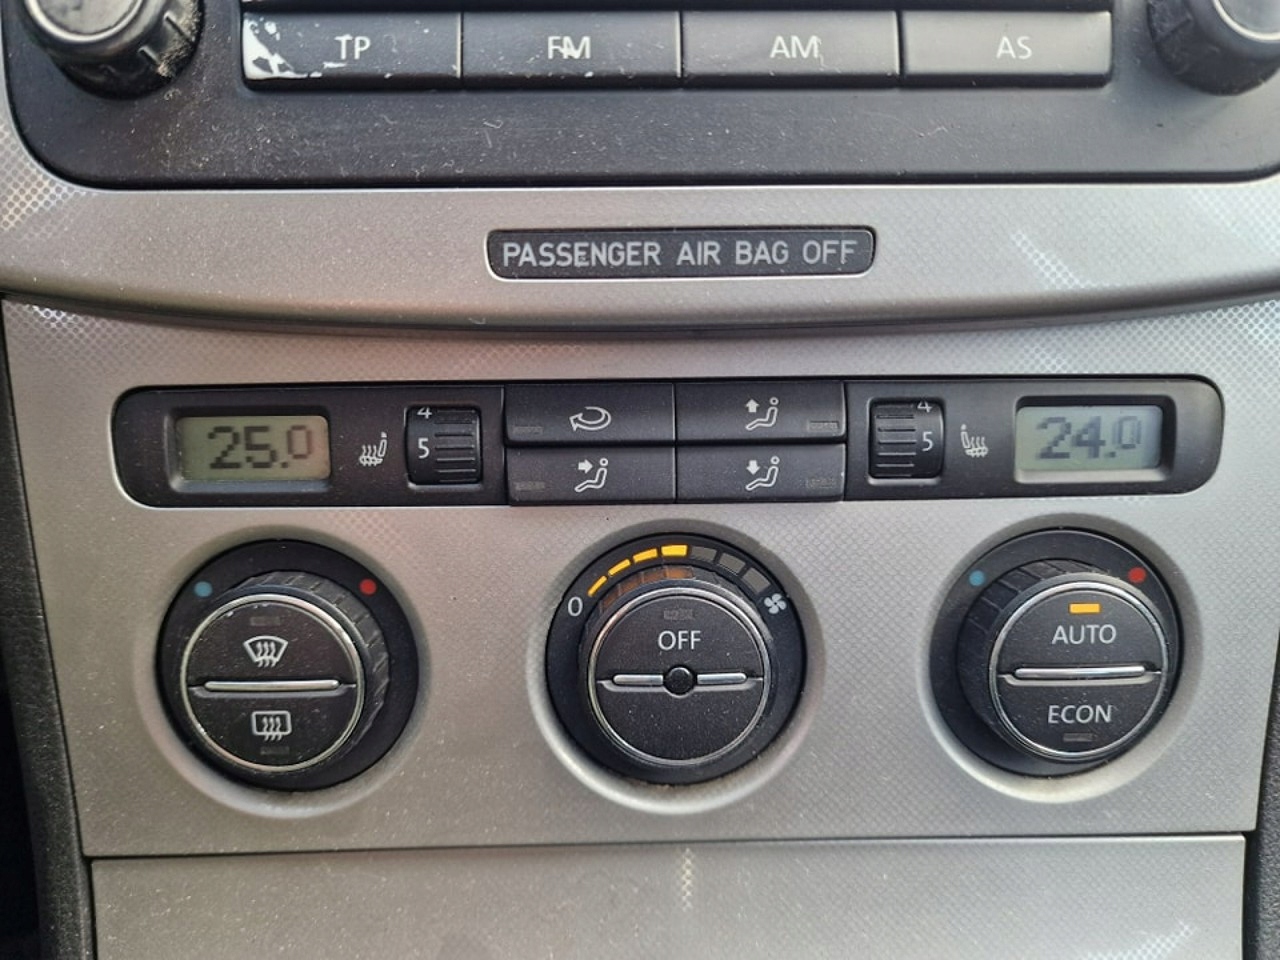 TP FM AM AS
PASSENGER AIR BAG OFF
25.0
4
5
4
5
24.0
0
OFF
AUTO
ECON